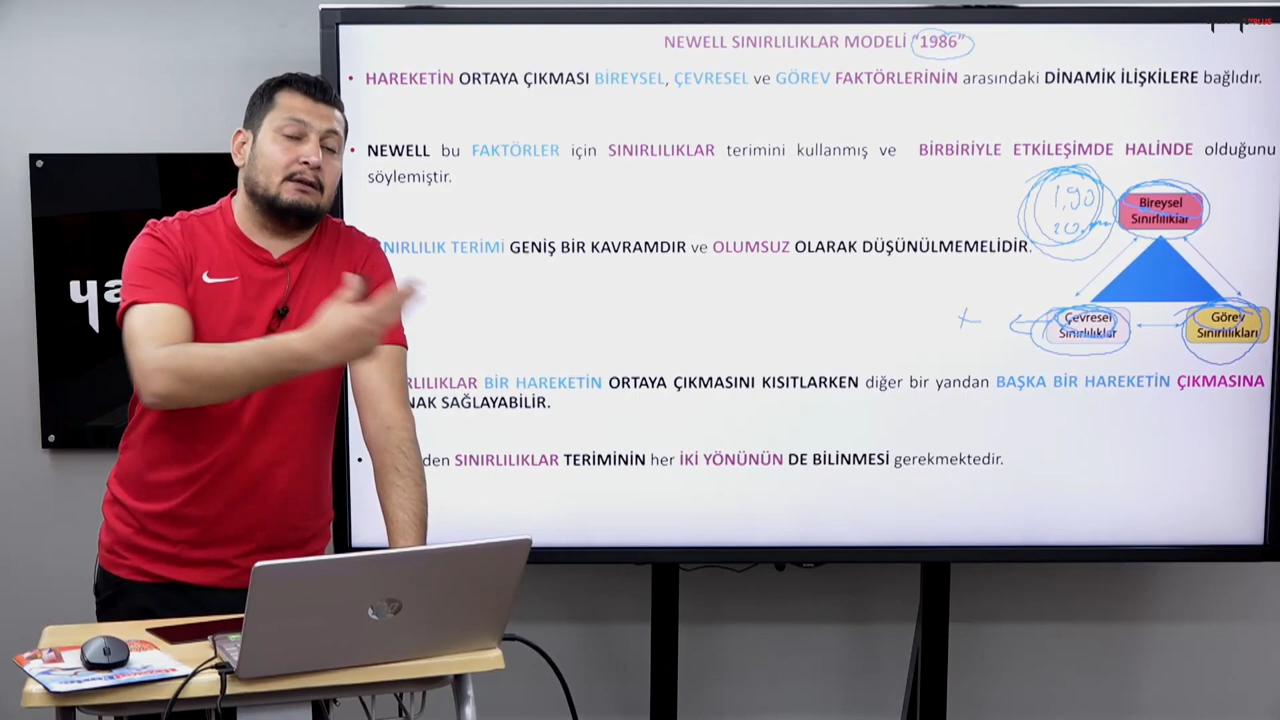 NEWELL SINIRLILIKLAR MODELİ "1986"
• HAREKETİN ORTAYA ÇIKMASI BİREYSEL, ÇEVRESEL ve GÖREV FAKTÖRLERİNİN arasındaki DİNAMİK İLİŞKİLERE bağlıdır.
• NEWELL bu FAKTÖRLER için SINIRLILIKLAR terimini kullanmış ve BİRBİRİYLE ETKİLEŞİMDE HALİNDE olduğunu
söylemiştir.
1,90
Bireysel
Sınırlılıklar
TERİMİ GENİŞ BİR KAVRAMDIR ve OLUMSUZ OLARAK DÜŞÜNÜLMEMELİDİR.
Çevresel
Sınırlılıklar
Görev
Sınırlılıkları
BİR HAREKETİN ORTAYA ÇIKMASINI KISITLARKEN diğer bir yandan BAŞKA BİR HAREKETİN ÇIKMASINA
SAĞLAYABİLİR.
• SINIRLILIKLAR TERİMİNİN her İKİ YÖNÜNÜN DE BİLİNMESİ gerekmektedir.